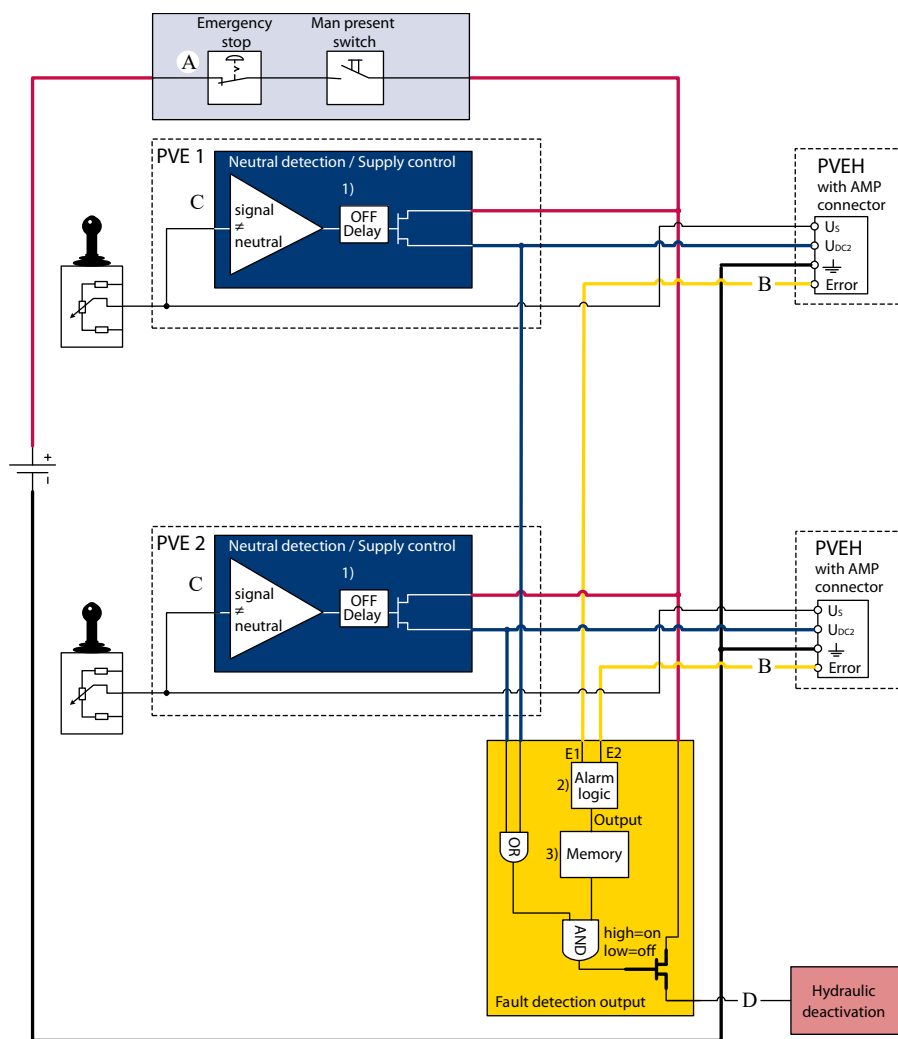 Emergency
stop
Man present
switch
A
PVE 1
Neutral detection / Supply control
1)
C
signal
≠
neutral
OFF
Delay
PVEH
with AMP
connector
US
UDC2
Error
B
+
−
PVE 2
Neutral detection / Supply control
1)
C
signal
≠
neutral
OFF
Delay
PVEH
with AMP
connector
US
UDC2
Error
B
E1
E2
2)
Alarm
logic
Output
OR
3)
Memory
AND
high=on
low=off
Fault detection output
D
Hydraulic
deactivation